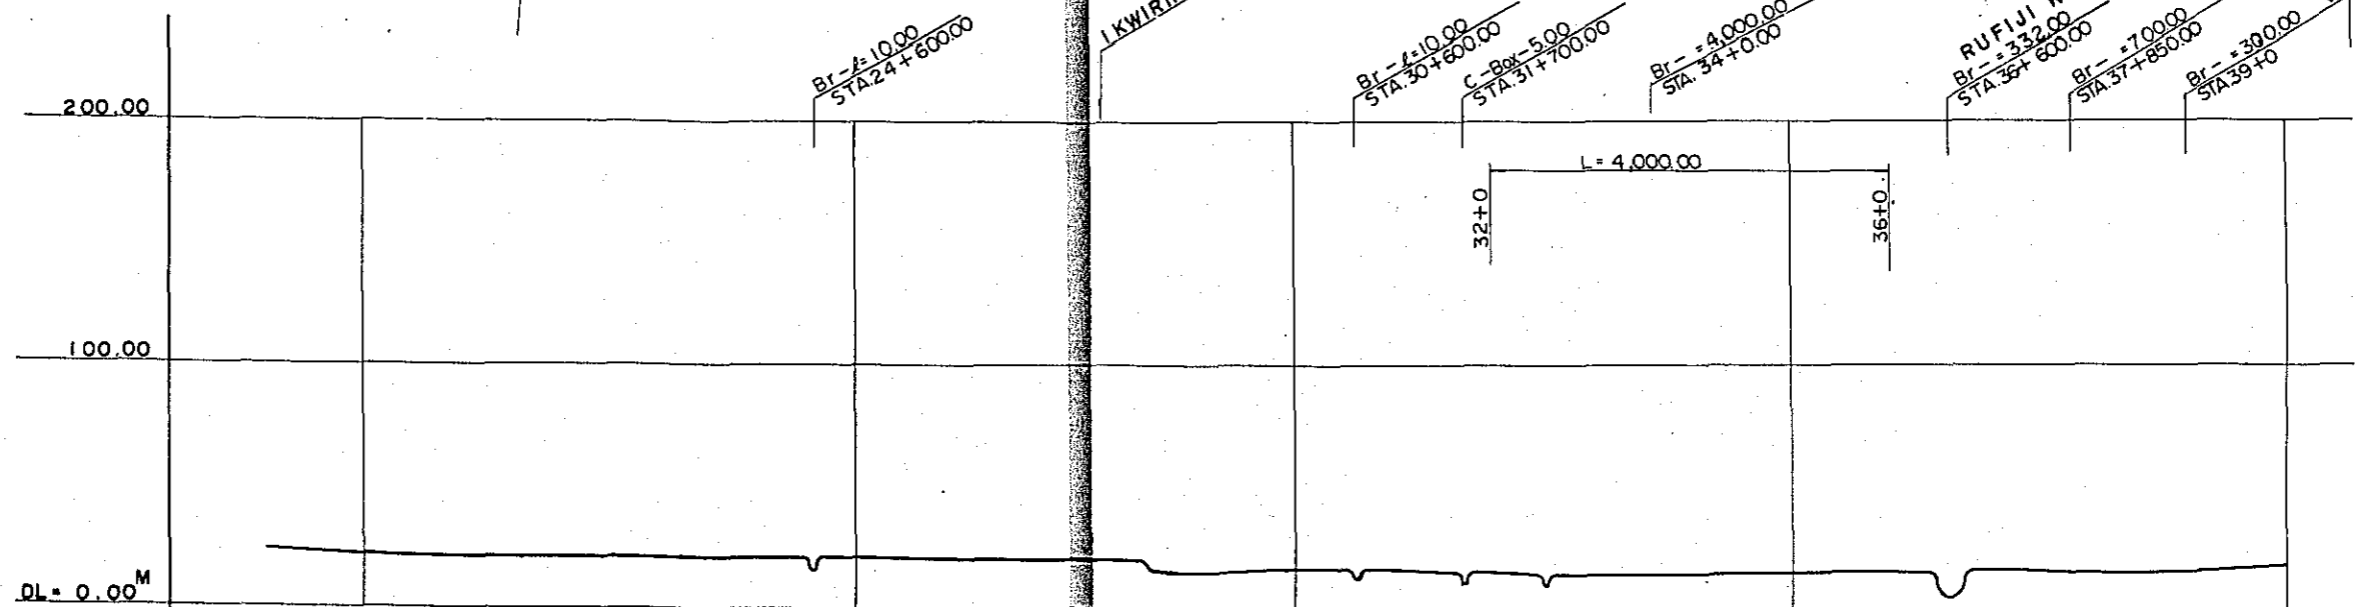 Br-ℓ=10.00
STA.24+600.00
IKWIRI
Br-ℓ=10.00
STA.30+600.00
C-Box-5.00
STA.31+700.00
Br- =4,000.00
STA. 34+0.00
RUFIJI
Br- =332.00
STA.36+600.00
Br- =700.00
STA.37+850.00
Br- =300.00
STA.39+0
200.00
L= 4,000.00
32+0
36+0.
100.00
DL= 0.00M